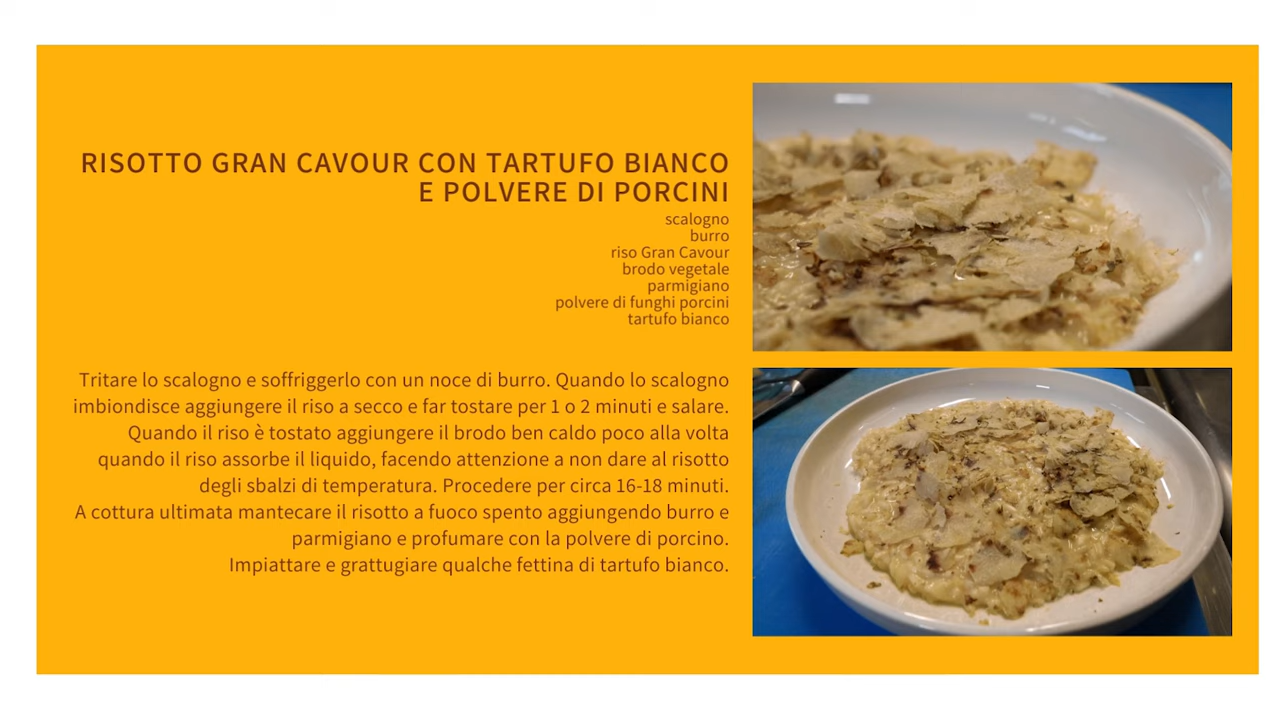 RISOTTO GRAN CAVOUR CON TARTUFO BIANCO
E POLVERE DI PORCINI
scalogno
burro
riso Gran Cavour
brodo vegetale
parmigiano
polvere di funghi porcini
tartufo bianco
Tritare lo scalogno e soffriggerlo con un noce di burro. Quando lo scalogno
imbiondisce aggiungere il riso a secco e far tostare per 1 o 2 minuti e salare.
Quando il riso è tostato aggiungere il brodo ben caldo poco alla volta
quando il riso assorbe il liquido, facendo attenzione a non dare al risotto
degli sbalzi di temperatura. Procedere per circa 16-18 minuti.
A cottura ultimata mantecare il risotto a fuoco spento aggiungendo burro e
parmigiano e profumare con la polvere di porcino.
Impiattare e grattugiare qualche fettina di tartufo bianco.